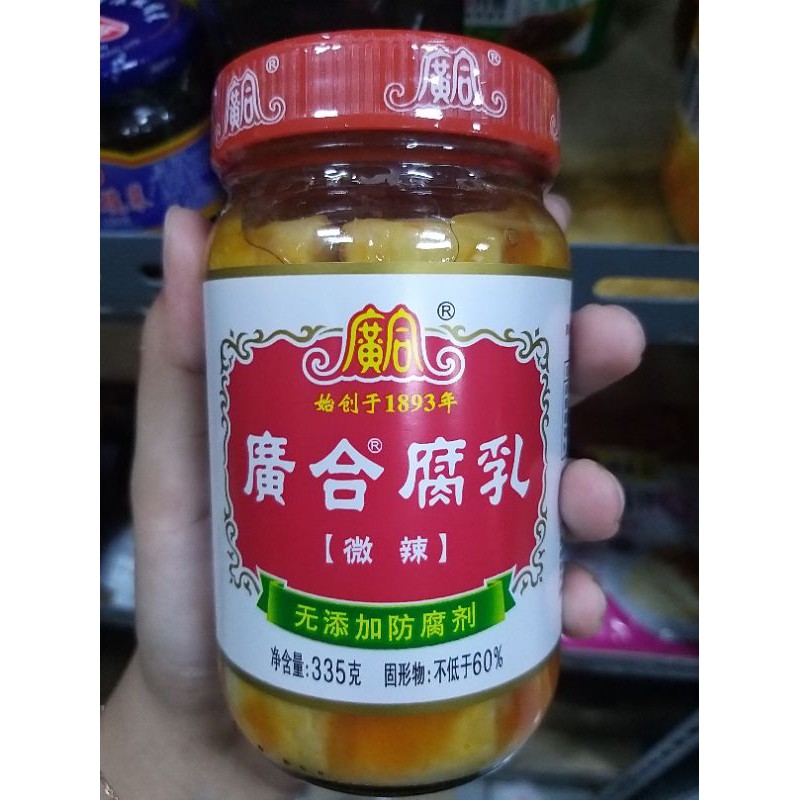 廣合®
廣合®
廣合®
始创于1893年
廣合®腐乳
【微辣】
无添加防腐剂
净含量:335克 固形物:不低于60%